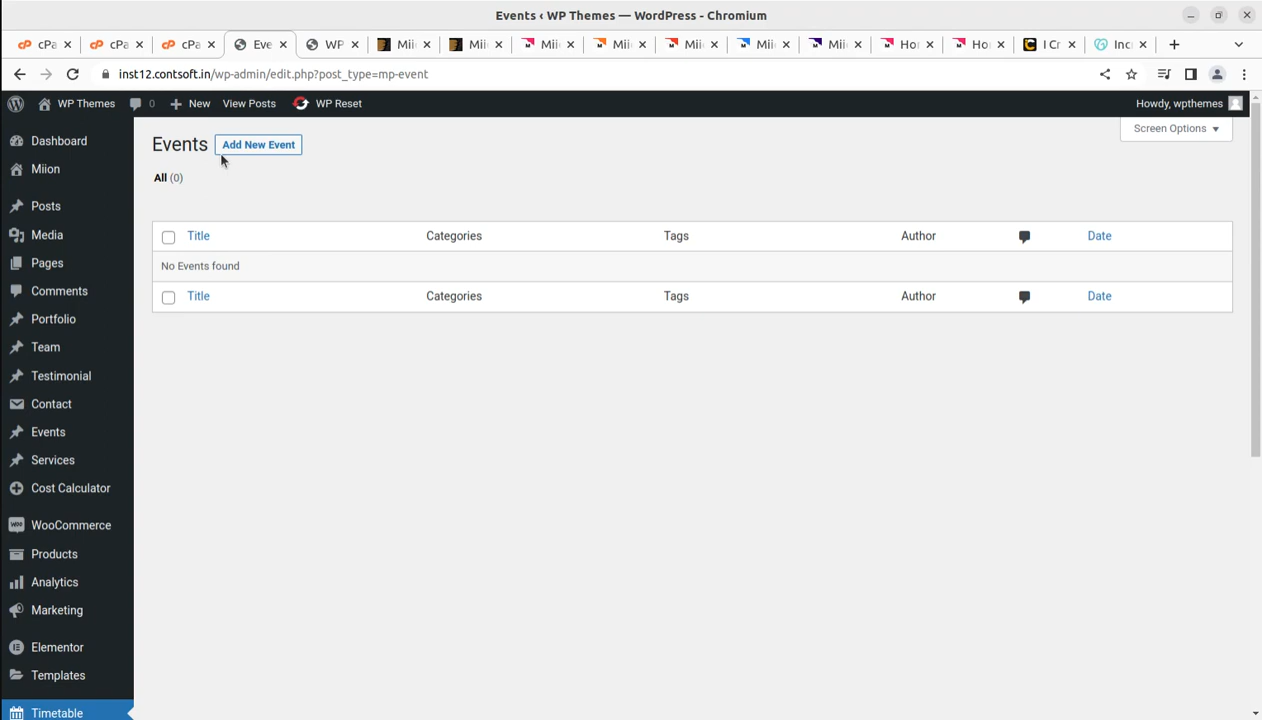 Events ‹ WP Themes — WordPress - Chromium
cPa
cPa
cPa
Eve
WP
Mii
Mii
Mii
Mii
Mii
Mii
Mii
Ho
Ho
I Cr
Inc
inst12.contsoft.in/wp-admin/edit.php?post_type=mp-event
WP Themes
0
New
View Posts
WP Reset
Howdy, wpthemes
Dashboard
Miion
Posts
Media
Pages
Comments
Portfolio
Team
Testimonial
Contact
Events
Services
Cost Calculator
WooCommerce
Products
Analytics
Marketing
Elementor
Templates
Timetable
Screen Options
Events
Add New Event
All (0)
Title Categories Tags Author Date
No Events found
Title Categories Tags Author Date